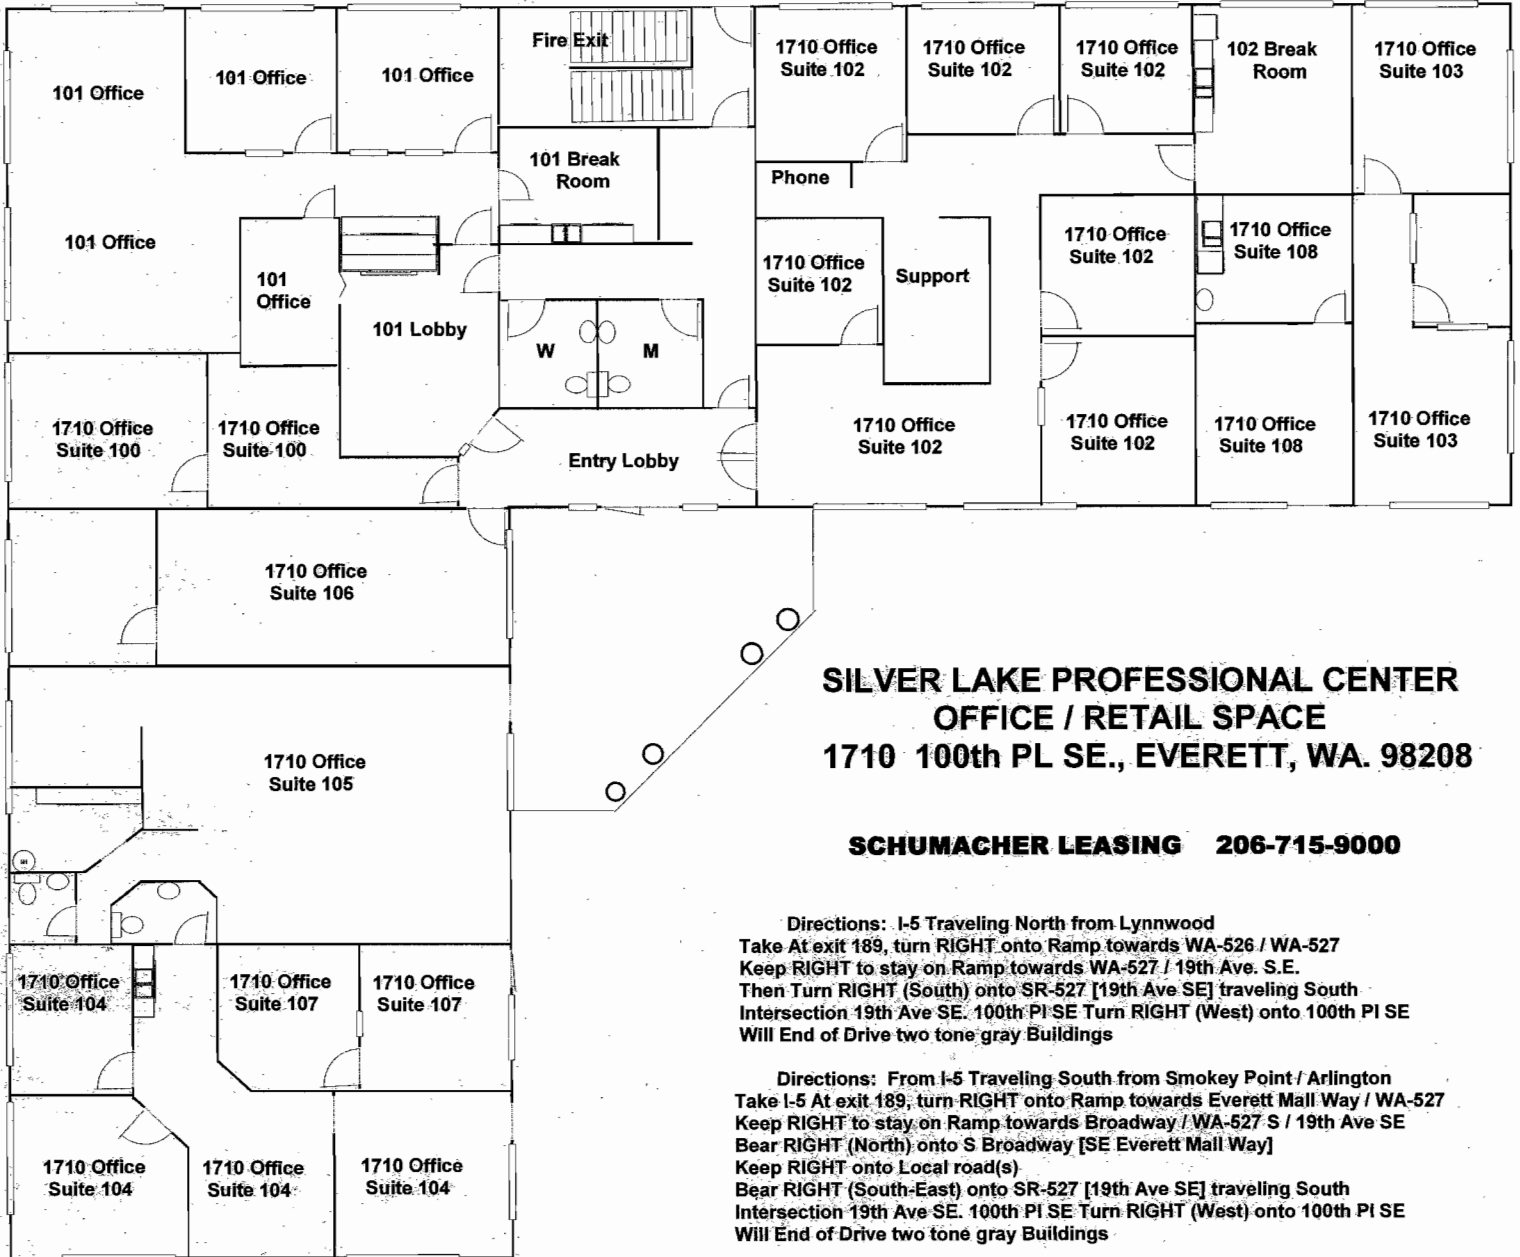 Fire Exit
101 Office
101 Office
101 Office
1710 Office
Suite 102
1710 Office
Suite 102
1710 Office
Suite 102
102 Break
Room
1710 Office
Suite 103
101 Break
Room
Phone
101 Office
101
Office
101 Lobby
W
M
1710 Office
Suite 102
Support
1710 Office
Suite 102
1710 Office
Suite 108
1710 Office
Suite 100
1710 Office
Suite 100
Entry Lobby
1710 Office
Suite 102
1710 Office
Suite 102
1710 Office
Suite 108
1710 Office
Suite 103
1710 Office
Suite 106
1710 Office
Suite 105
1710 Office
Suite 104
1710 Office
Suite 107
1710 Office
Suite 107
1710 Office
Suite 104
1710 Office
Suite 104
1710 Office
Suite 104
SILVER LAKE PROFESSIONAL CENTER
OFFICE / RETAIL SPACE
1710 100th PL SE., EVERETT, WA. 98208
SCHUMACHER LEASING 206-715-9000
Directions: I-5 Traveling North from Lynnwood
Take At exit 189, turn RIGHT onto Ramp towards WA-526 / WA-527
Keep RIGHT to stay on Ramp towards WA-527 / 19th Ave. S.E.
Then Turn RIGHT (South) onto SR-527 [19th Ave SE] traveling South
Intersection 19th Ave SE. 100th Pl SE Turn RIGHT (West) onto 100th Pl SE
Will End of Drive two tone gray Buildings
Directions: From I-5 Traveling South from Smokey Point / Arlington
Take I-5 At exit 189, turn RIGHT onto Ramp towards Everett Mall Way / WA-527
Keep RIGHT to stay on Ramp towards Broadway / WA-527 S / 19th Ave SE
Bear RIGHT (North) onto S Broadway [SE Everett Mall Way]
Keep RIGHT onto Local road(s)
Bear RIGHT (South-East) onto SR-527 [19th Ave SE] traveling South
Intersection 19th Ave SE. 100th Pl SE Turn RIGHT (West) onto 100th Pl SE
Will End of Drive two tone gray Buildings